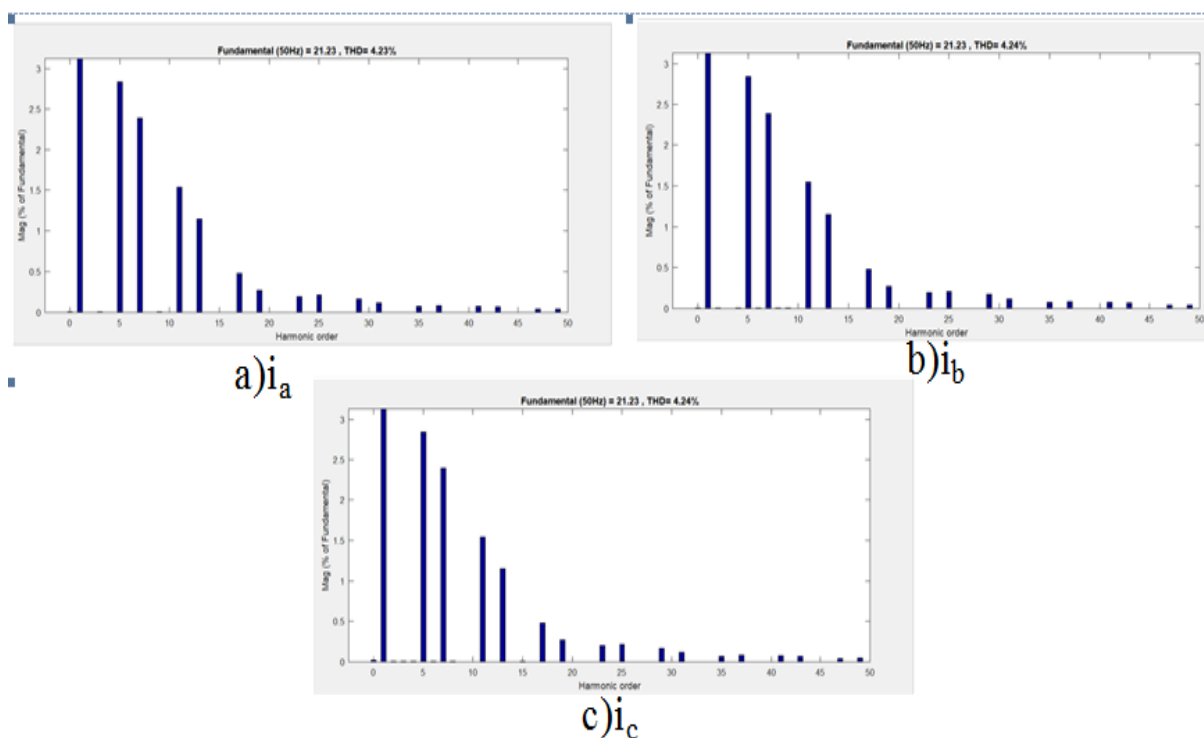 Fundamental (50Hz) = 21.23 , THD= 4.23%
Mag (% of Fundamental)
3
2.5
2
1.5
1
0.5
0
0 5 10 15 20 25 30 35 40 45 50
Harmonic order
a)ia
Fundamental (50Hz) = 21.23 , THD= 4.24%
Mag (% of Fundamental)
3
2.5
2
1.5
1
0.5
0
0 5 10 15 20 25 30 35 40 45 50
Harmonic order
b)ib
Fundamental (50Hz) = 21.23 , THD= 4.24%
Mag (% of Fundamental)
3
2.5
2
1.5
1
0.5
0
0 5 10 15 20 25 30 35 40 45 50
Harmonic order
c)ic